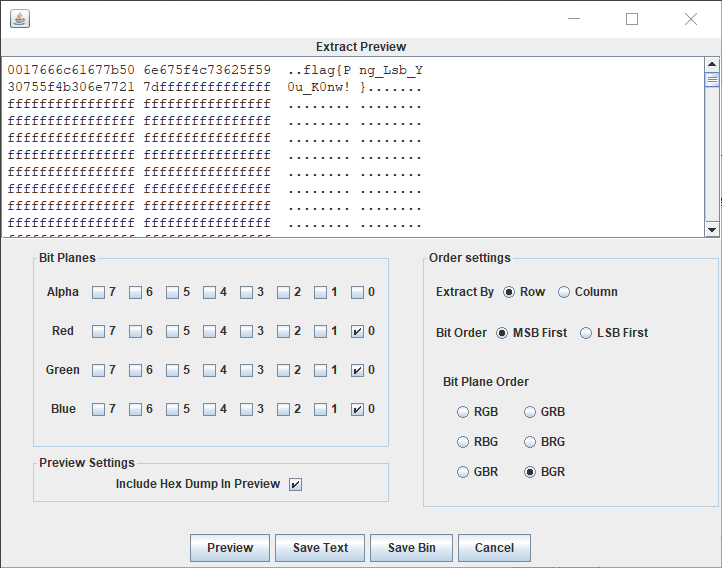 Extract Preview
0017666c61677b50 6e675f4c73625f59 ..flag{P ng_Lsb_Y
30755f4b306e7721 7dffffffffffffff 0u_K0nw! }.......
ffffffffffffffff ffffffffffffffff ........ ........
ffffffffffffffff ffffffffffffffff ........ ........
ffffffffffffffff ffffffffffffffff ........ ........
ffffffffffffffff ffffffffffffffff ........ ........
ffffffffffffffff ffffffffffffffff ........ ........
ffffffffffffffff ffffffffffffffff ........ ........
ffffffffffffffff ffffffffffffffff ........ ........
ffffffffffffffff ffffffffffffffff ........ ........
Bit Planes
Alpha 7 6 5 4 3 2 1 0
Red 7 6 5 4 3 2 1 0
Green 7 6 5 4 3 2 1 0
Blue 7 6 5 4 3 2 1 0
Preview Settings
Include Hex Dump In Preview
Order settings
Extract By Row Column
Bit Order MSB First LSB First
Bit Plane Order
RGB GRB
RBG BRG
GBR BGR
Preview Save Text Save Bin Cancel